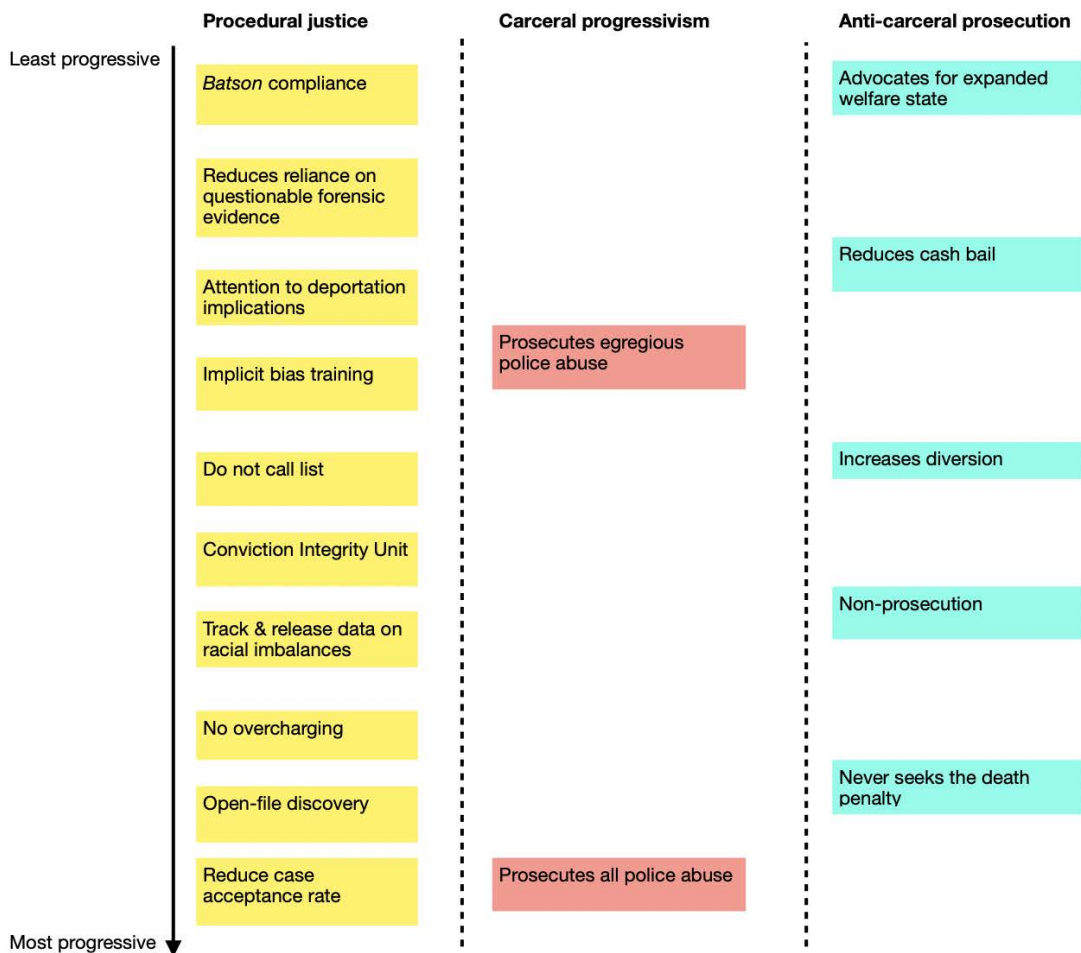 Procedural justice
Carceral progressivism
Anti-carceral prosecution
Least progressive
Batson compliance
Advocates for expanded
welfare state
Reduces reliance on
questionable forensic
evidence
Reduces cash bail
Attention to deportation
implications
Prosecutes egregious
police abuse
Implicit bias training
Increases diversion
Do not call list
Conviction Integrity Unit
Non-prosecution
Track & release data on
racial imbalances
No overcharging
Never seeks the death
penalty
Open-file discovery
Reduce case
acceptance rate
Prosecutes all police abuse
Most progressive